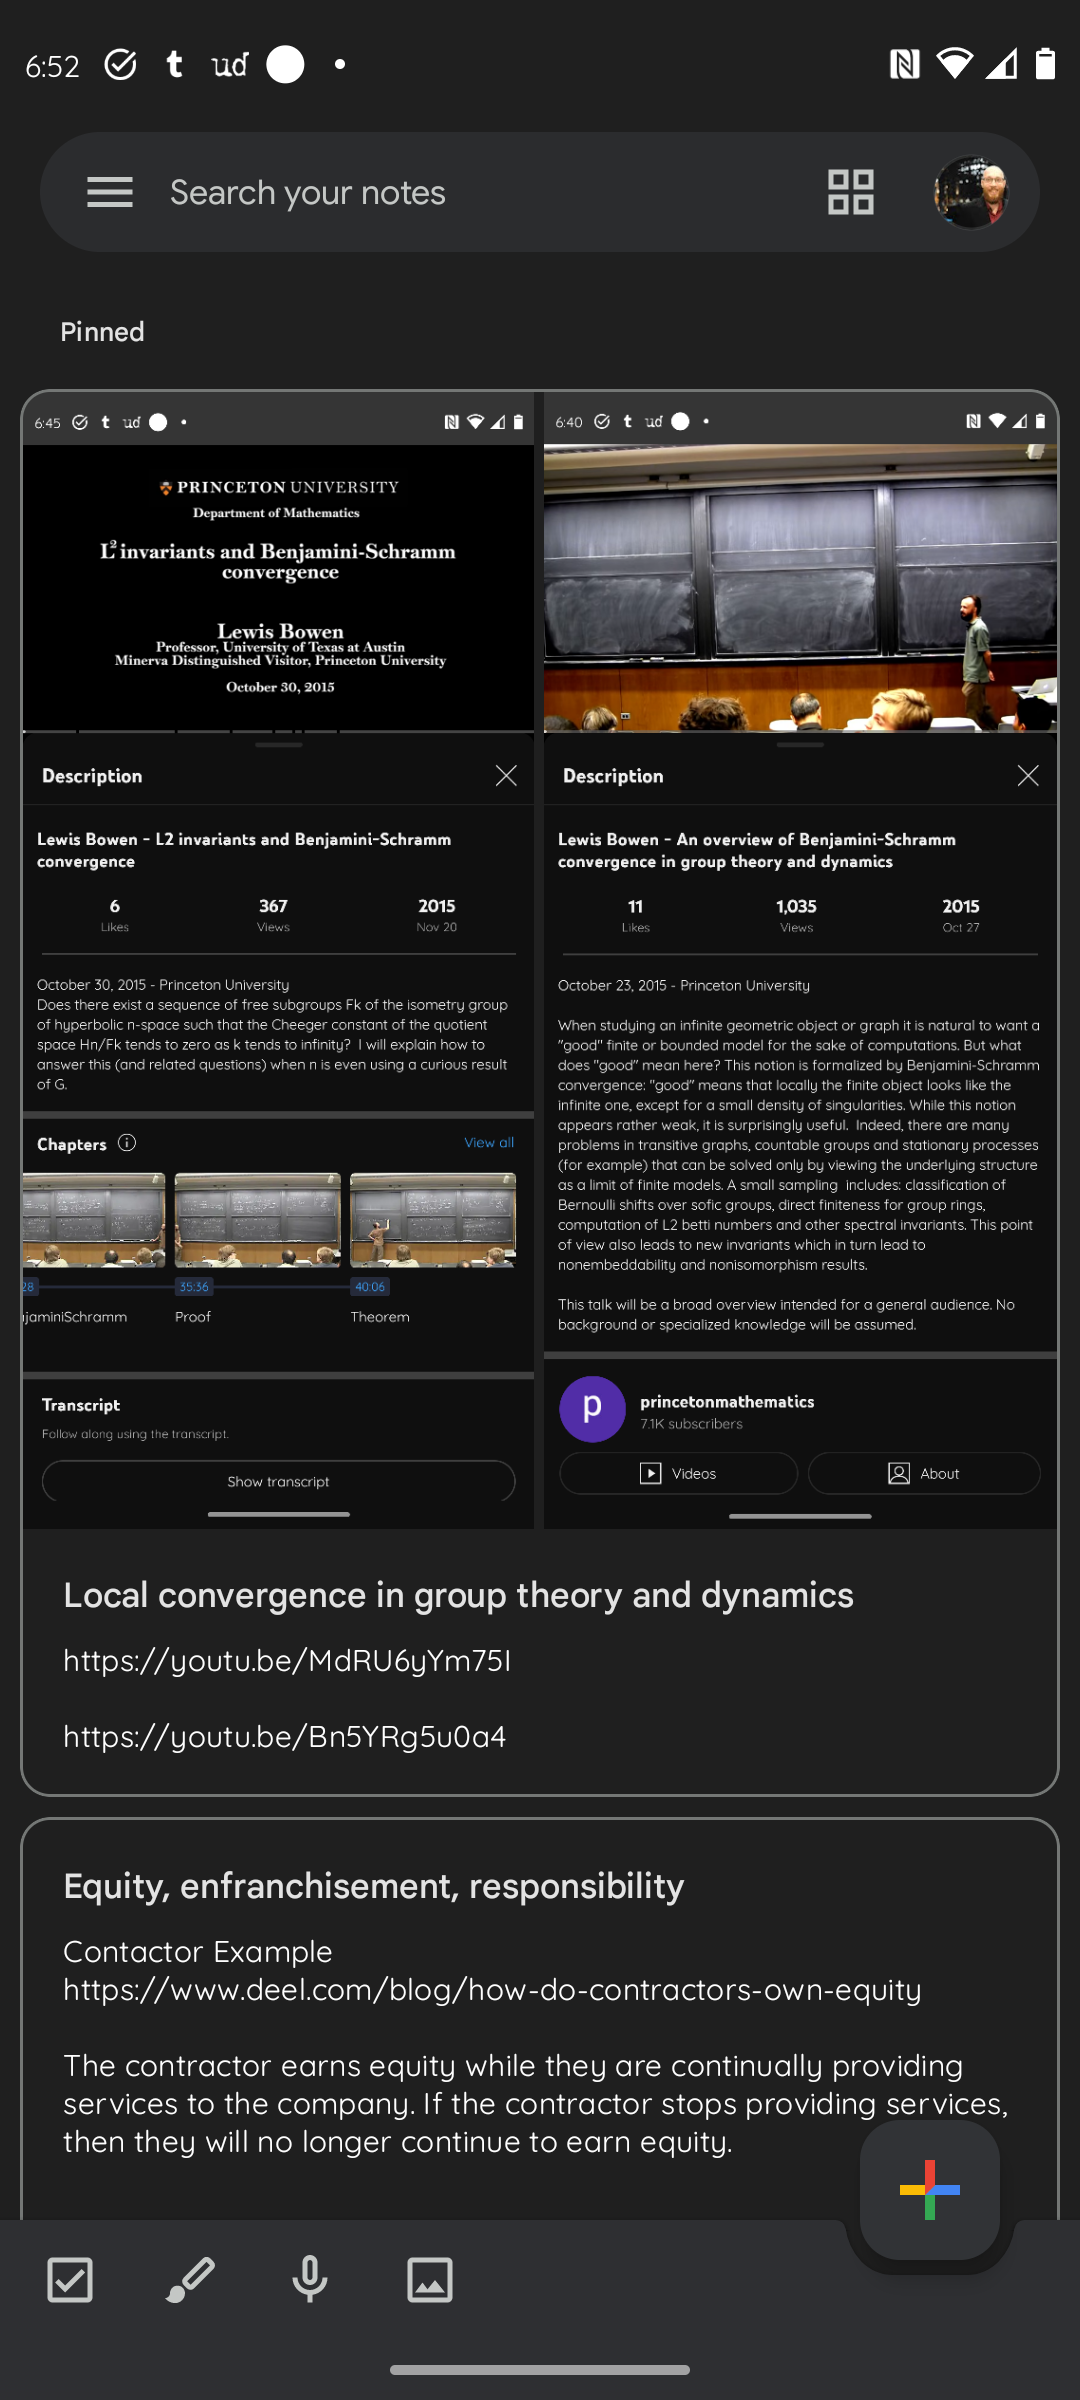 6:52
Search your notes
Pinned
6:45
PRINCETON UNIVERSITY
Department of Mathematics
L² invariants and Benjamini-Schramm
convergence
Lewis Bowen
Professor, University of Texas at Austin
Minerva Distinguished Visitor, Princeton University
October 30, 2015
Description
Lewis Bowen - L2 invariants and Benjamini-Schramm
convergence
6 367 2015
Likes Views Nov 20
October 30, 2015 - Princeton University
Does there exist a sequence of free subgroups Fk of the isometry group
of hyperbolic n-space such that the Cheeger constant of the quotient
space Hn/Fk tends to zero as k tends to infinity?  I will explain how to
answer this (and related questions) when n is even using a curious result
of G.
Chapters View all
28 35:36 40:06
jaminiSchramm Proof Theorem
Transcript
Follow along using the transcript.
Show transcript
6:40
Description
Lewis Bowen - An overview of Benjamini-Schramm
convergence in group theory and dynamics
11 1,035 2015
Likes Views Oct 27
October 23, 2015 - Princeton University
When studying an infinite geometric object or graph it is natural to want a
"good" finite or bounded model for the sake of computations. But what
does "good" mean here? This notion is formalized by Benjamini-Schramm
convergence: "good" means that locally the finite object looks like the
infinite one, except for a small density of singularities. While this notion
appears rather weak, it is surprisingly useful.  Indeed, there are many
problems in transitive graphs, countable groups and stationary processes
(for example) that can be solved only by viewing the underlying structure
as a limit of finite models. A small sampling  includes: classification of
Bernoulli shifts over sofic groups, direct finiteness for group rings,
computation of L2 betti numbers and other spectral invariants. This point
of view also leads to new invariants which in turn lead to
nonembeddability and nonisomorphism results.
This talk will be a broad overview intended for a general audience. No
background or specialized knowledge will be assumed.
p
princetonmathematics
7.1K subscribers
Videos About
Local convergence in group theory and dynamics
https://youtu.be/MdRU6yYm75I
https://youtu.be/Bn5YRg5u0a4
Equity, enfranchisement, responsibility
Contactor Example
https://www.deel.com/blog/how-do-contractors-own-equity
The contractor earns equity while they are continually providing
services to the company. If the contractor stops providing services,
then they will no longer continue to earn equity.